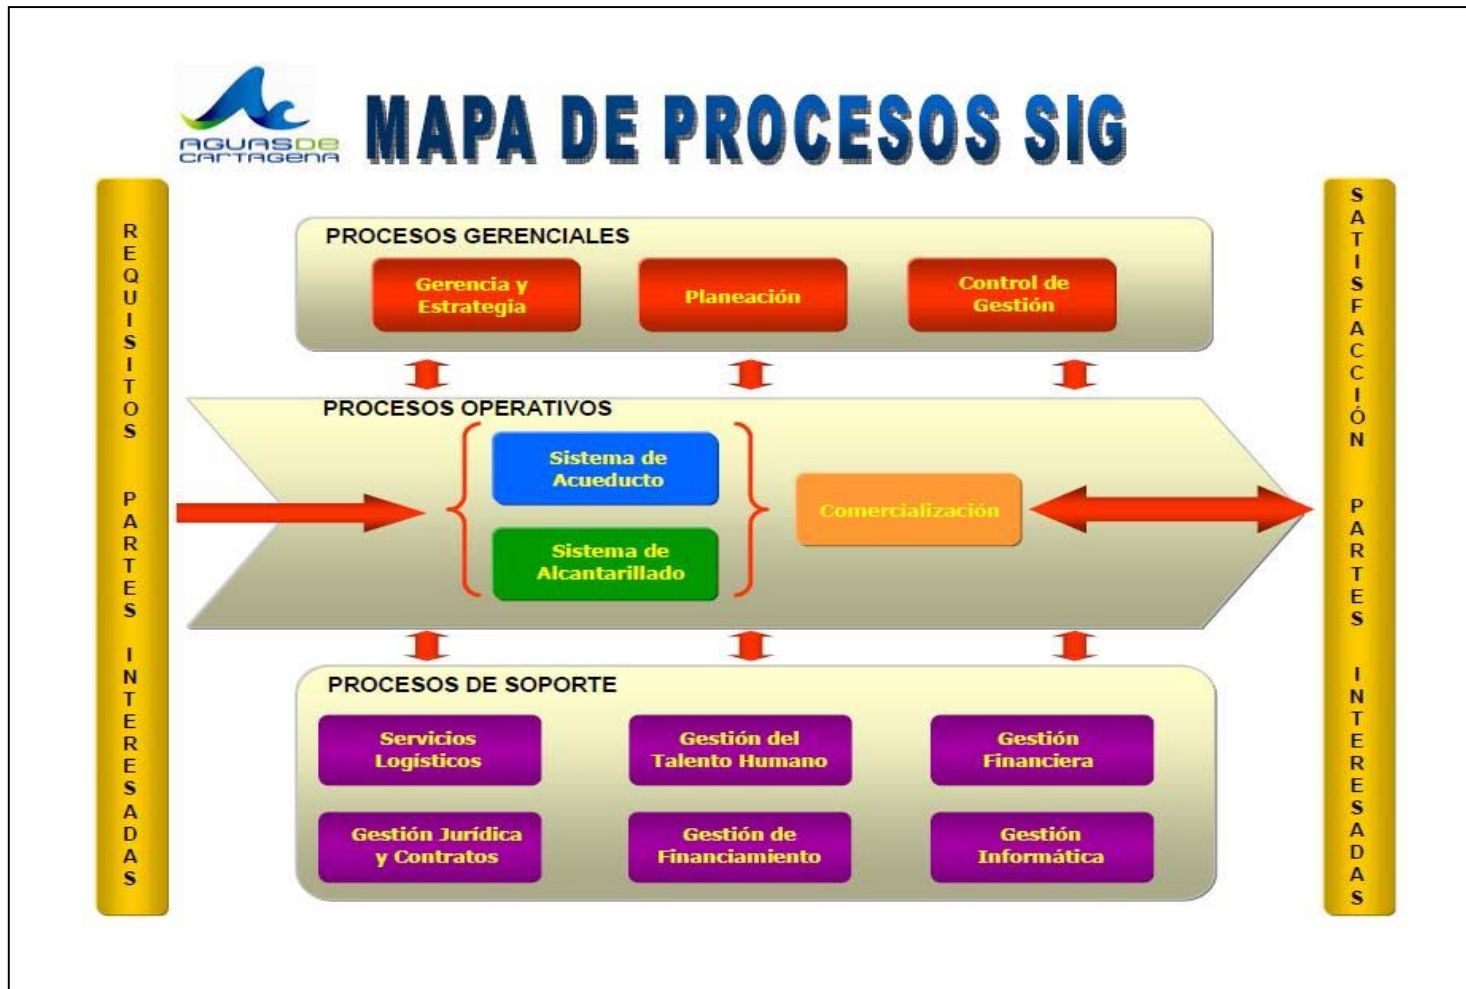 AGUASDE
CARTAGENA
MAPA DE PROCESOS SIG
REQUISITOS PARTES INTERESADAS
PROCESOS GERENCIALES
Gerencia y
Estrategia
Planeación
Control de
Gestión
PROCESOS OPERATIVOS
Sistema de
Acueducto
Sistema de
Alcantarillado
Comercialización
PROCESOS DE SOPORTE
Servicios
Logísticos
Gestión del
Talento Humano
Gestión
Financiera
Gestión Jurídica
y Contratos
Gestión de
Financiamiento
Gestión
Informática
SATISFACCIÓN PARTES INTERESADAS